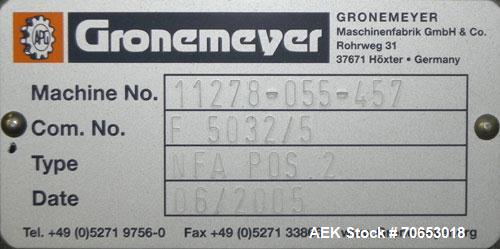 Gronemeyer
GRONEMEYER
Maschinenfabrik GmbH & Co.
Rohrweg 31
37671 Höxter • Germany
Machine No. 11278-055-457
Com. No. F 5032/5
Type NFA POS.2
Date 06/2005
Tel. +49 (0)5271 9756-0 Fax +49 (0)5271 338
AEK Stock # 70653018